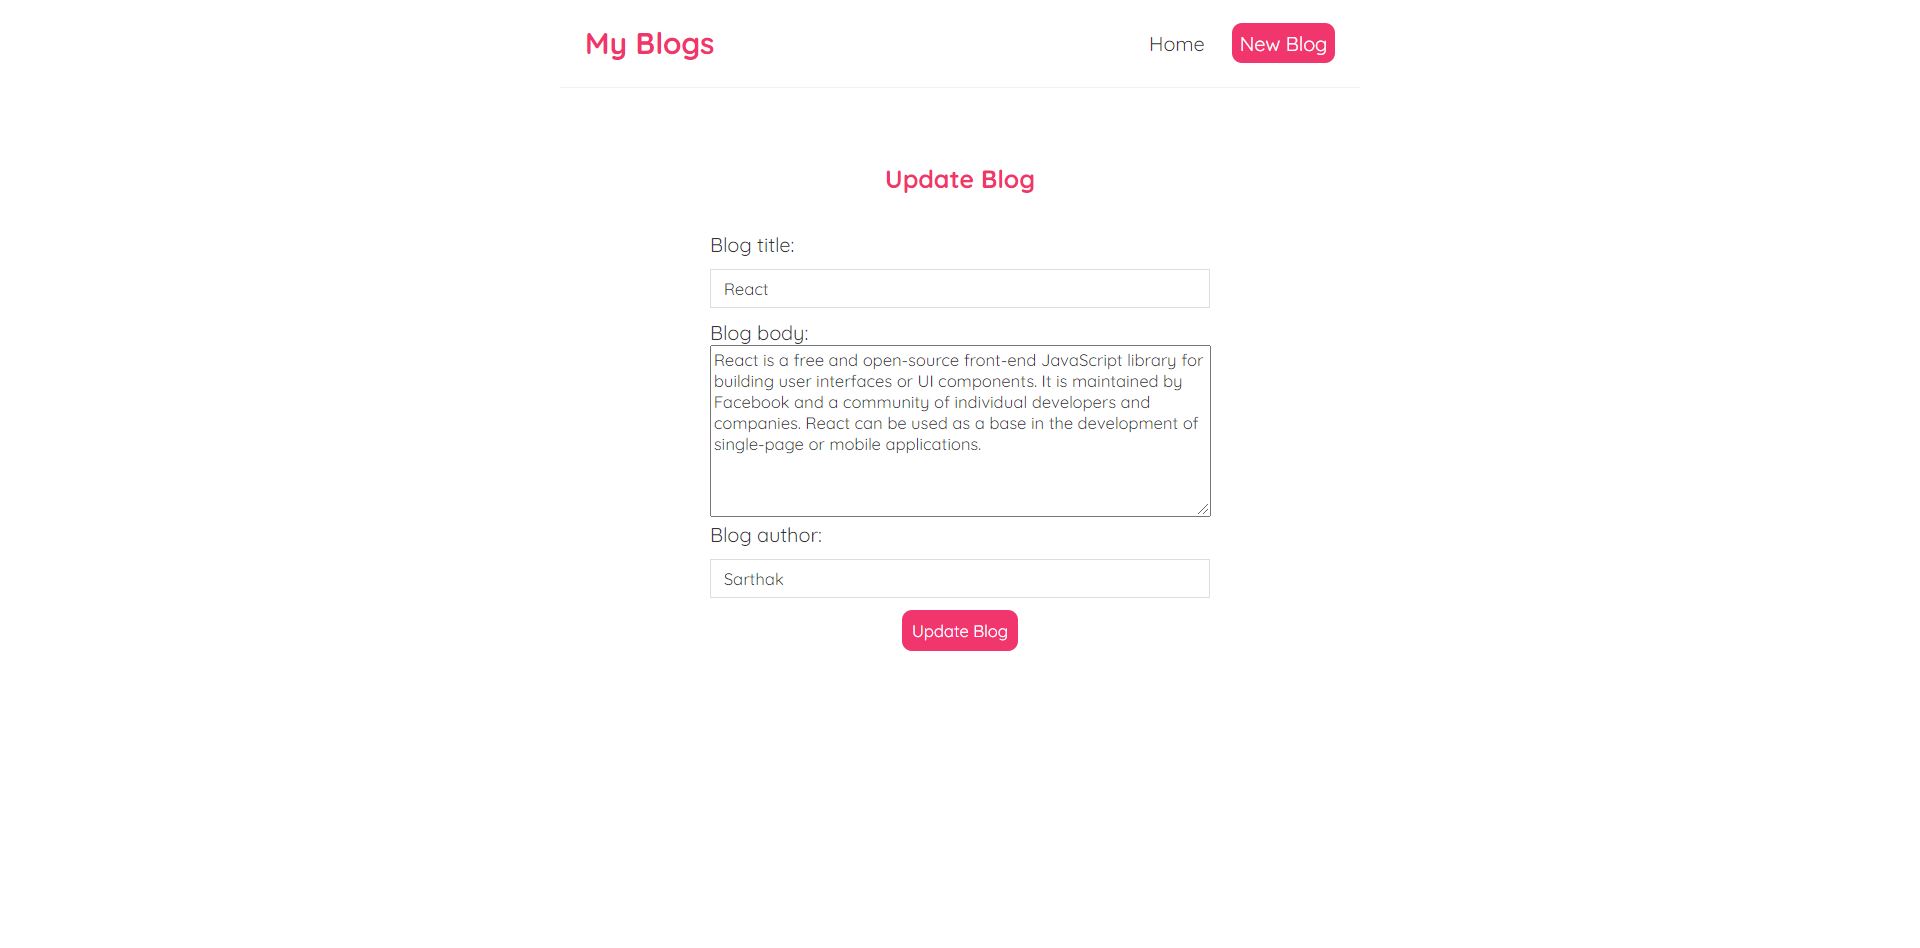 My Blogs
Home
New Blog
Update Blog
Blog title:
React
Blog body:
React is a free and open-source front-end JavaScript library for
building user interfaces or UI components. It is maintained by
Facebook and a community of individual developers and
companies. React can be used as a base in the development of
single-page or mobile applications.
Blog author:
Sarthak
Update Blog